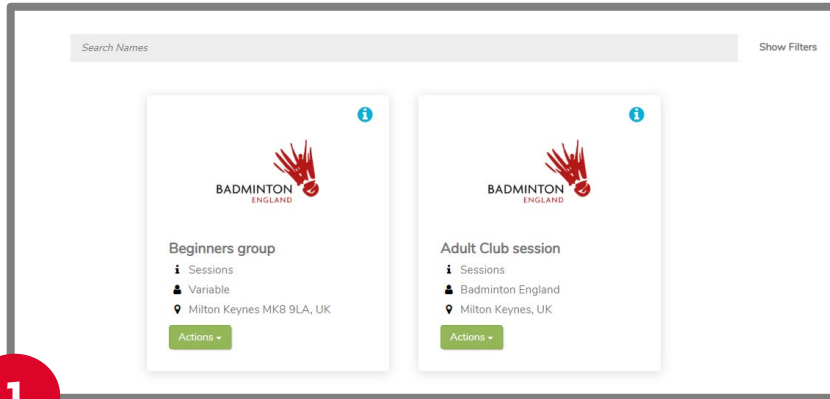 Search Names
Show Filters
BADMINTON
ENGLAND
Beginners group
Sessions
Variable
Milton Keynes MK8 9LA, UK
Actions
BADMINTON
ENGLAND
Adult Club session
Sessions
Badminton England
Milton Keynes, UK
Actions
1